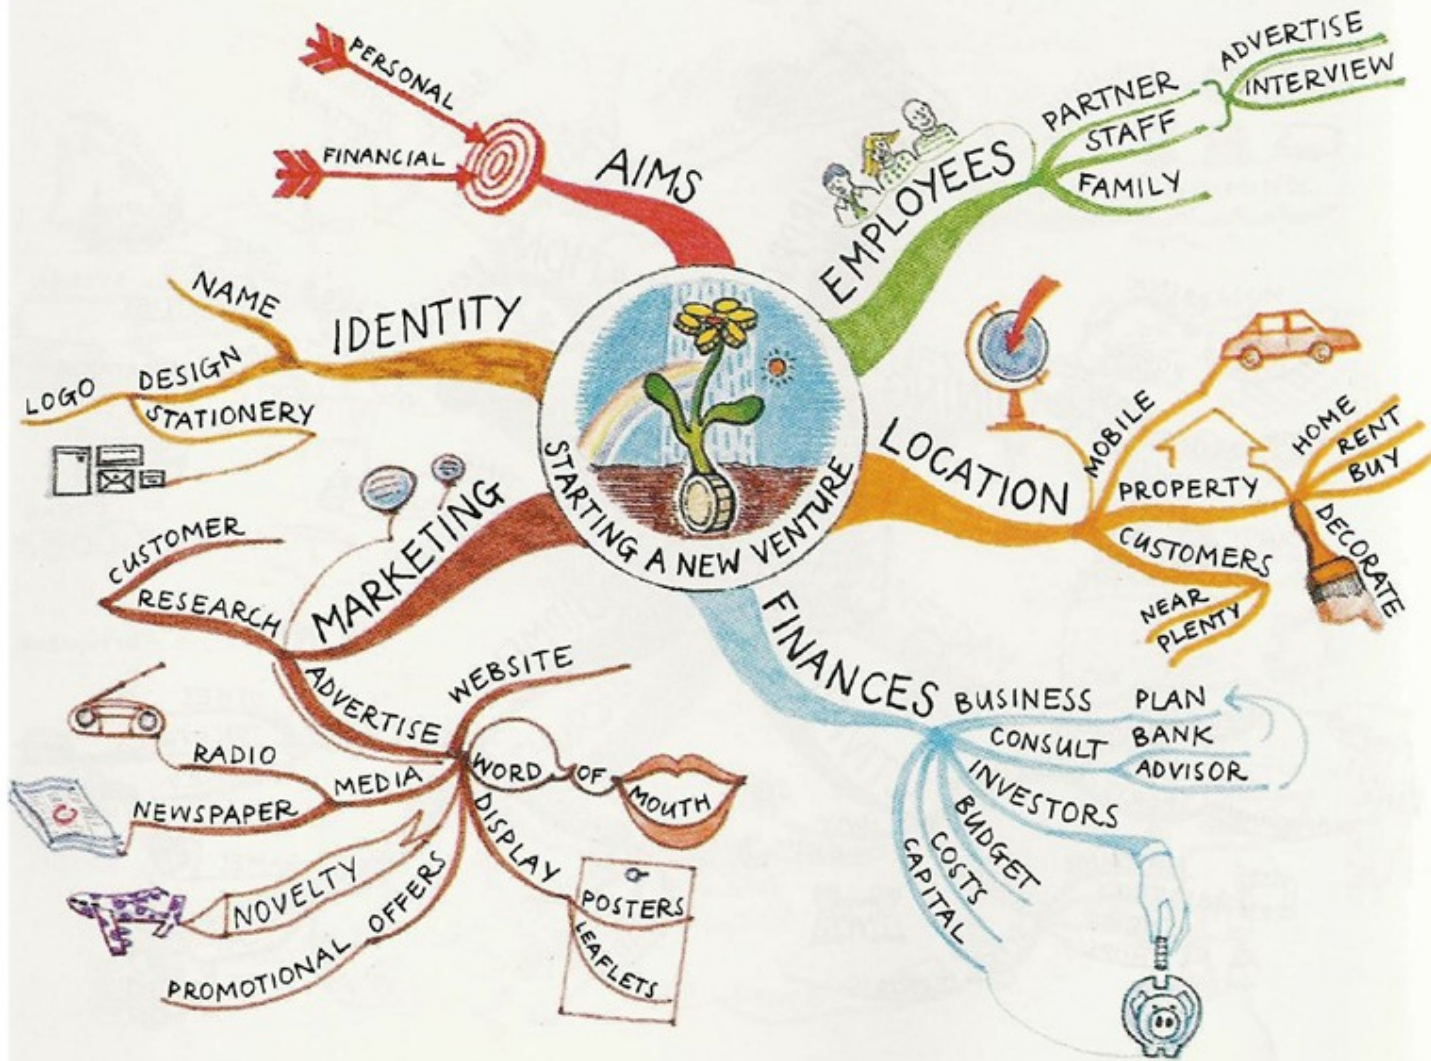 STARTING A NEW VENTURE
AIMS
PERSONAL
FINANCIAL
EMPLOYEES
PARTNER
STAFF
ADVERTISE
INTERVIEW
FAMILY
LOCATION
MOBILE
PROPERTY
HOME
RENT
BUY
DECORATE
CUSTOMERS
NEAR
PLENTY
FINANCES
BUSINESS PLAN
CONSULT
BANK
ADVISOR
INVESTORS
BUDGET
COSTS
CAPITAL
MARKETING
RESEARCH
CUSTOMER
ADVERTISE
WEBSITE
WORD OF MOUTH
DISPLAY
POSTERS
LEAFLETS
MEDIA
RADIO
NEWSPAPER
NOVELTY
PROMOTIONAL OFFERS
IDENTITY
NAME
DESIGN
LOGO
STATIONERY